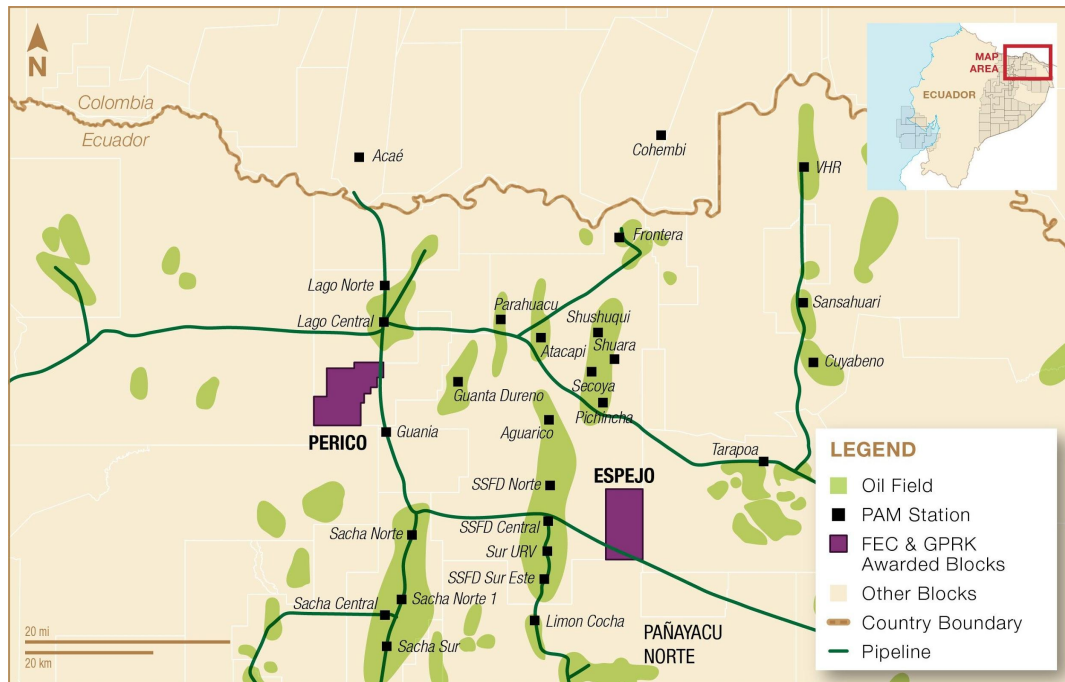 N
Colombia
Ecuador
MAP
AREA
ECUADOR
Acaé
Cohembi
VHR
Frontera
Lago Norte
Lago Central
Parahuacu
Shushuqui
Sansahuari
Atacapi
Shuara
Cuyabeno
Guanta Dureno
Secoya
Pichincha
PERICO
Guania
Aguarico
Tarapoa
SSFD Norte
ESPEJO
SSFD Central
Sacha Norte
Sur URV
SSFD Sur Este
Sacha Central
Sacha Norte 1
Limon Cocha
Sacha Sur
PAÑAYACU
NORTE
20 mi
20 km
LEGEND
Oil Field
PAM Station
FEC & GPRK
Awarded Blocks
Other Blocks
Country Boundary
Pipeline